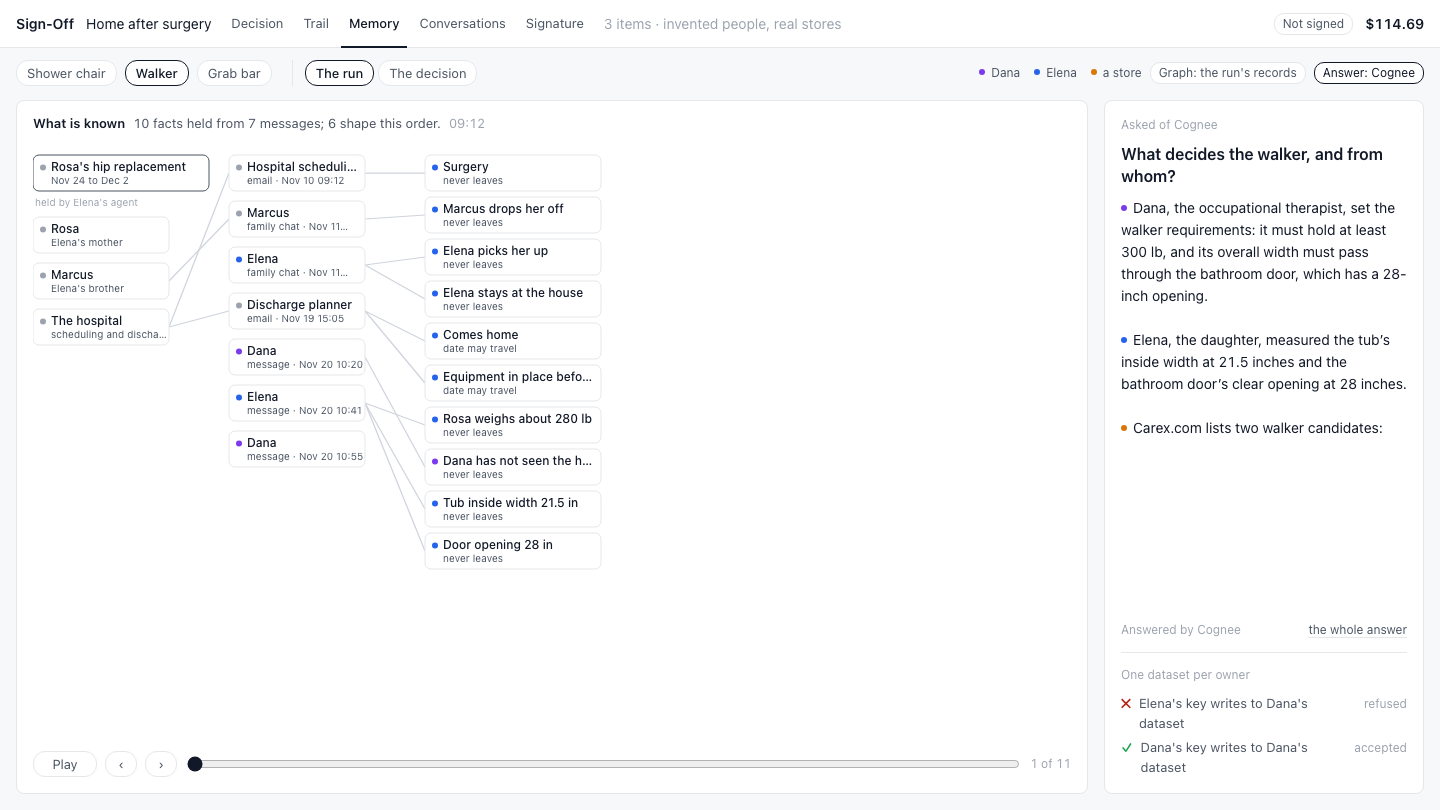 Sign-Off Home after surgery Decision Trail Memory Conversations Signature 3 items · invented people, real stores Not signed $114.69
Shower chair Walker Grab bar The run The decision Dana Elena a store Graph: the run's records Answer: Cognee
What is known 10 facts held from 7 messages; 6 shape this order. 09:12
Rosa's hip replacement
Nov 24 to Dec 2
held by Elena's agent
Rosa
Elena's mother
Marcus
Elena's brother
The hospital
scheduling and discha...
Hospital scheduli...
email · Nov 10 09:12
Marcus
family chat · Nov 11...
Elena
family chat · Nov 11...
Discharge planner
email · Nov 19 15:05
Dana
message · Nov 20 10:20
Elena
message · Nov 20 10:41
Dana
message · Nov 20 10:55
Surgery
never leaves
Marcus drops her off
never leaves
Elena picks her up
never leaves
Elena stays at the house
never leaves
Comes home
date may travel
Equipment in place befo...
date may travel
Rosa weighs about 280 lb
never leaves
Dana has not seen the h...
never leaves
Tub inside width 21.5 in
never leaves
Door opening 28 in
never leaves
Play ‹ › 1 of 11
Asked of Cognee
What decides the walker, and from
whom?
Dana, the occupational therapist, set the
walker requirements: it must hold at least
300 lb, and its overall width must pass
through the bathroom door, which has a 28-
inch opening.
Elena, the daughter, measured the tub’s
inside width at 21.5 inches and the
bathroom door’s clear opening at 28 inches.
Carex.com lists two walker candidates:
Answered by Cognee the whole answer
One dataset per owner
Elena's key writes to Dana's refused
dataset
Dana's key writes to Dana's accepted
dataset